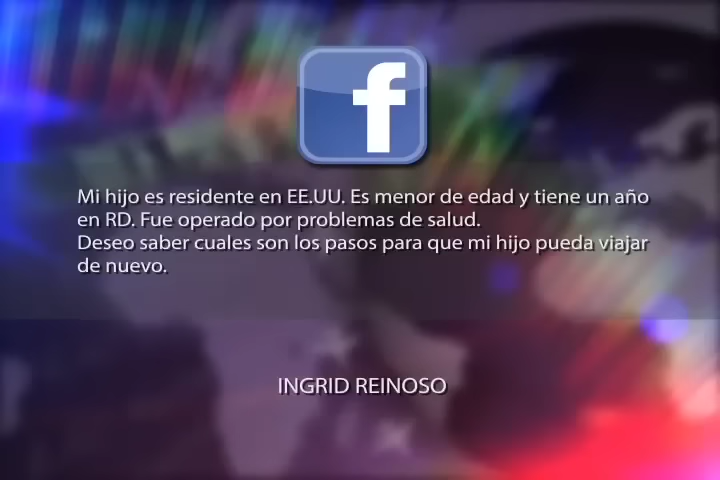 f
Mi hijo es residente en EE.UU. Es menor de edad y tiene un año
en RD. Fue operado por problemas de salud.
Deseo saber cuales son los pasos para que mi hijo pueda viajar
de nuevo.
INGRID REINOSO